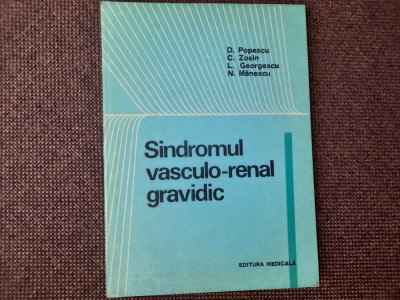 D. Popescu
C. Zosin
L. Georgescu
N. Mănescu
Sindromul
vasculo-renal
gravidic
EDITURA MEDICALĂ